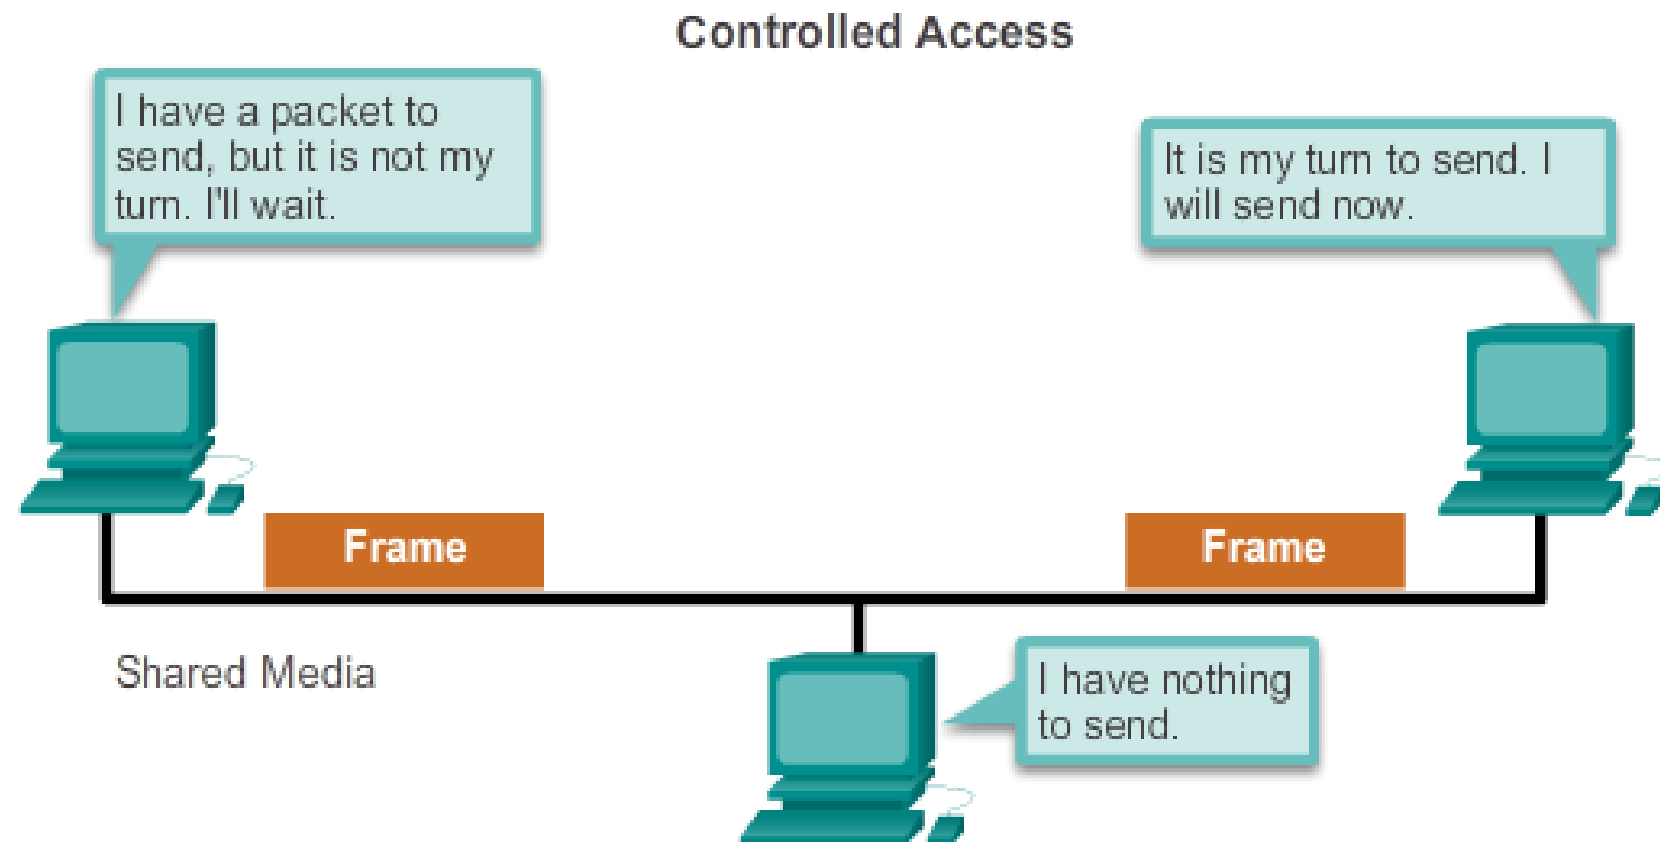 Controlled Access
I have a packet to
send, but it is not my
turn. I'll wait.
It is my turn to send. I
will send now.
Frame
Frame
Shared Media
I have nothing
to send.